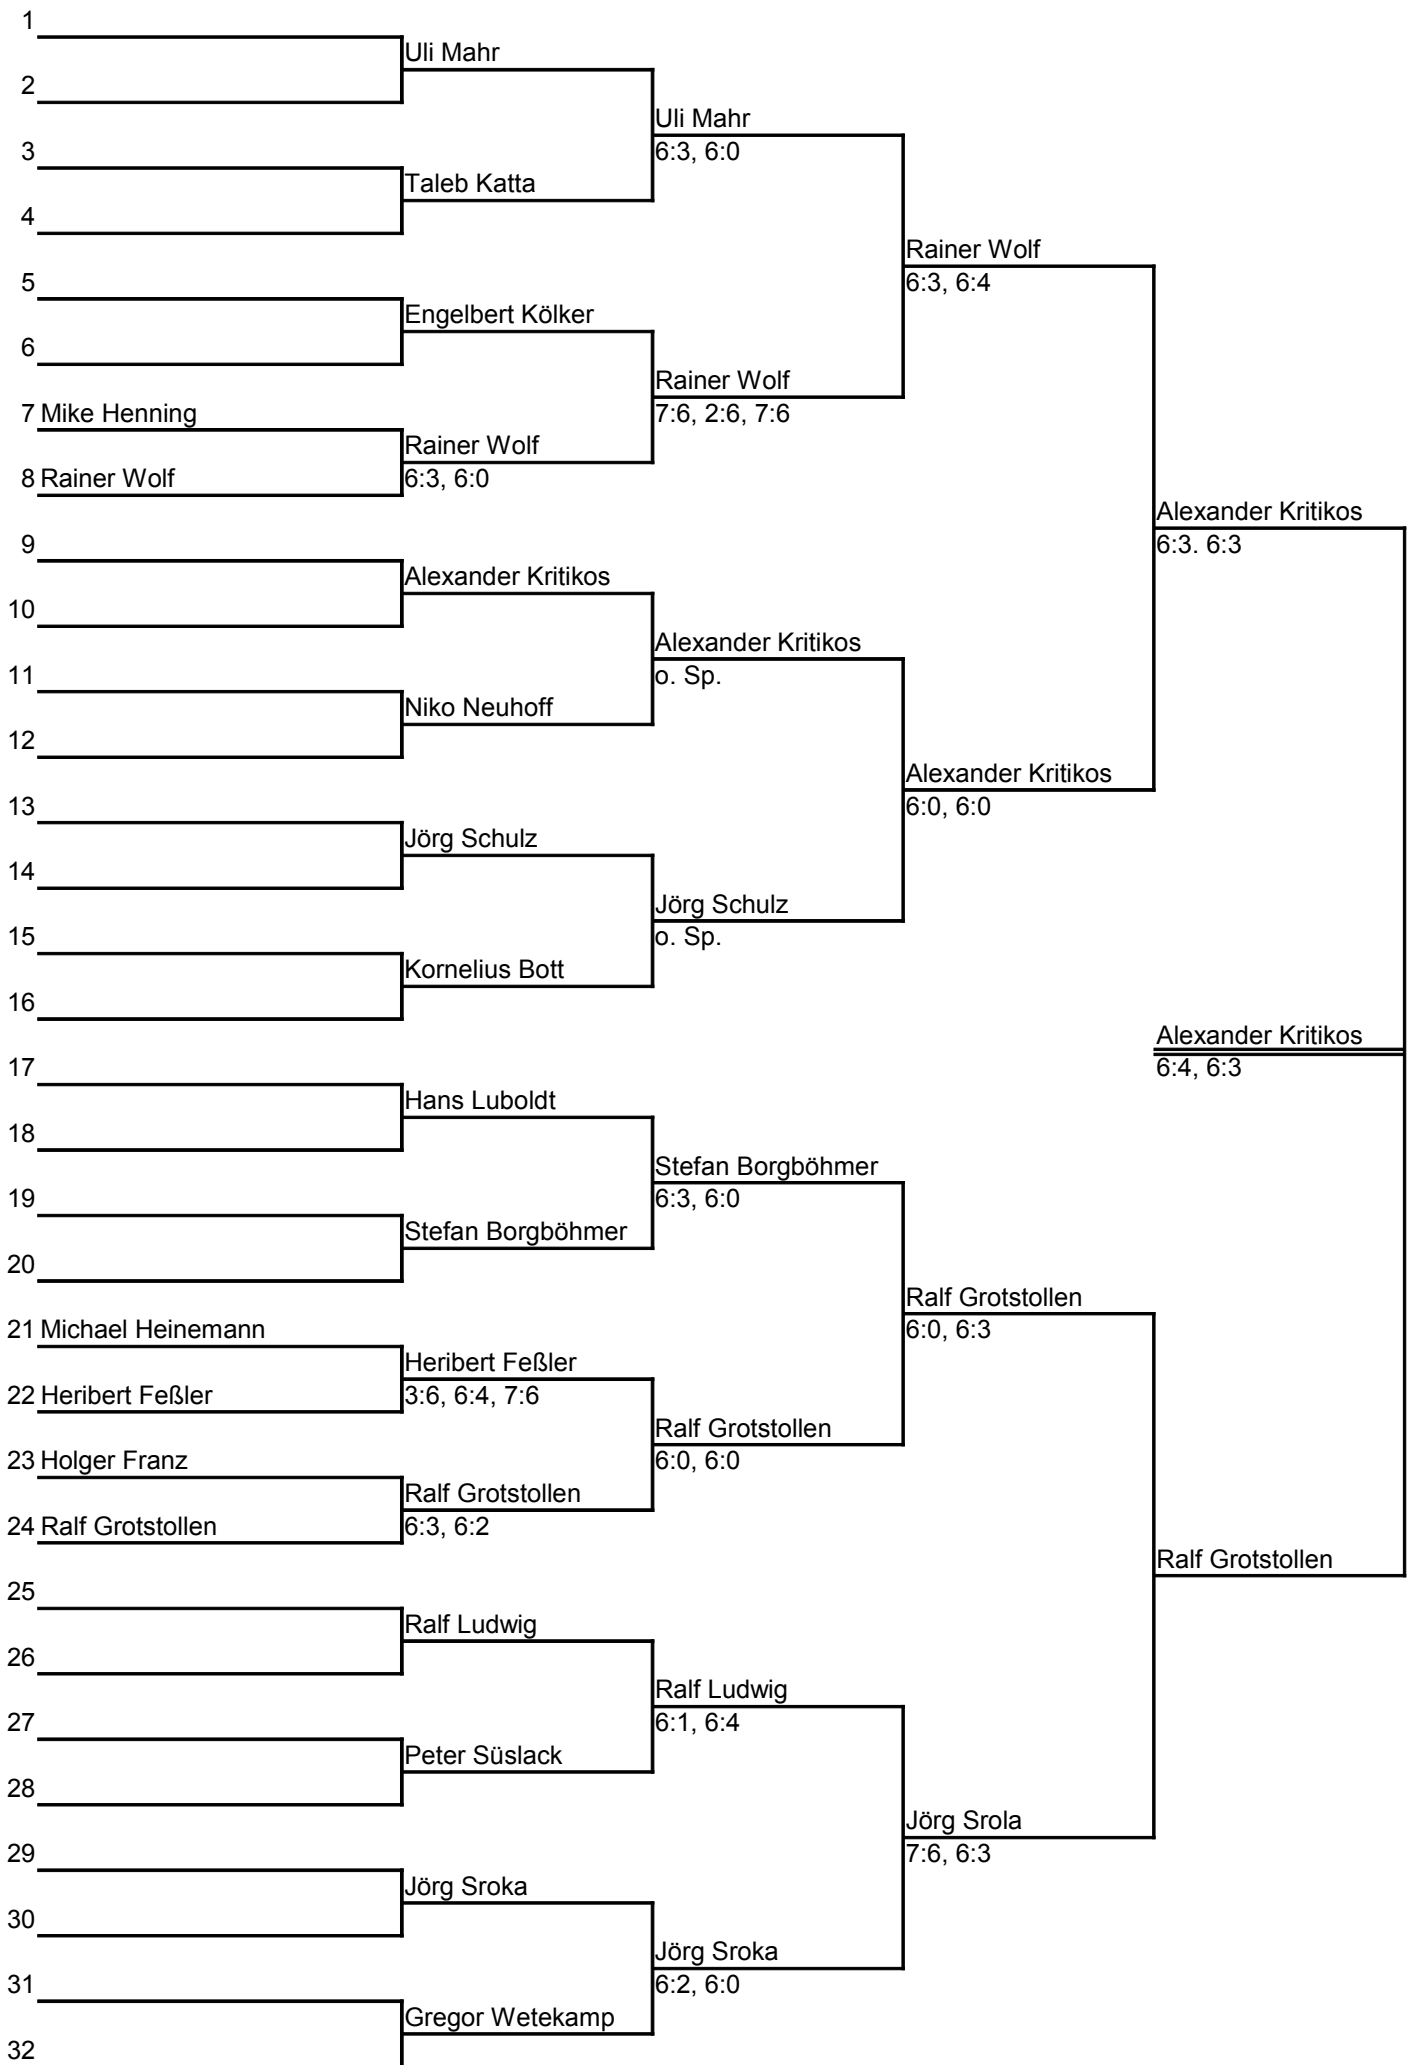 1
Uli Mahr
2
Uli Mahr
6:3, 6:0
3
Taleb Katta
4
Rainer Wolf
6:3, 6:4
5
Engelbert Kölker
6
Rainer Wolf
7:6, 2:6, 7:6
7 Mike Henning
Rainer Wolf
6:3, 6:0
8 Rainer Wolf
Alexander Kritikos
6:3. 6:3
9
Alexander Kritikos
10
Alexander Kritikos
o. Sp.
11
Niko Neuhoff
12
Alexander Kritikos
6:0, 6:0
13
Jörg Schulz
14
Jörg Schulz
o. Sp.
15
Kornelius Bott
16
Alexander Kritikos
6:4, 6:3
17
Hans Luboldt
18
Stefan Borgböhmer
6:3, 6:0
19
Stefan Borgböhmer
20
Ralf Grotstollen
6:0, 6:3
21 Michael Heinemann
Heribert Feßler
3:6, 6:4, 7:6
22 Heribert Feßler
Ralf Grotstollen
6:0, 6:0
23 Holger Franz
Ralf Grotstollen
6:3, 6:2
24 Ralf Grotstollen
Ralf Grotstollen
25
Ralf Ludwig
26
Ralf Ludwig
6:1, 6:4
27
Peter Süslack
28
Jörg Srola
7:6, 6:3
29
Jörg Sroka
30
Jörg Sroka
6:2, 6:0
31
Gregor Wetekamp
32